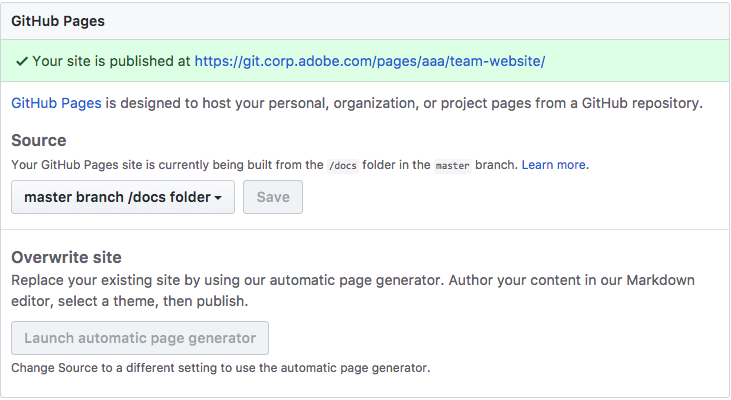 GitHub Pages
✓ Your site is published at https://git.corp.adobe.com/pages/aaa/team-website/
GitHub Pages is designed to host your personal, organization, or project pages from a GitHub repository.
Source
Your GitHub Pages site is currently being built from the /docs folder in the master branch. Learn more.
master branch /docs folder Save
Overwrite site
Replace your existing site by using our automatic page generator. Author your content in our Markdown
editor, select a theme, then publish.
Launch automatic page generator
Change Source to a different setting to use the automatic page generator.